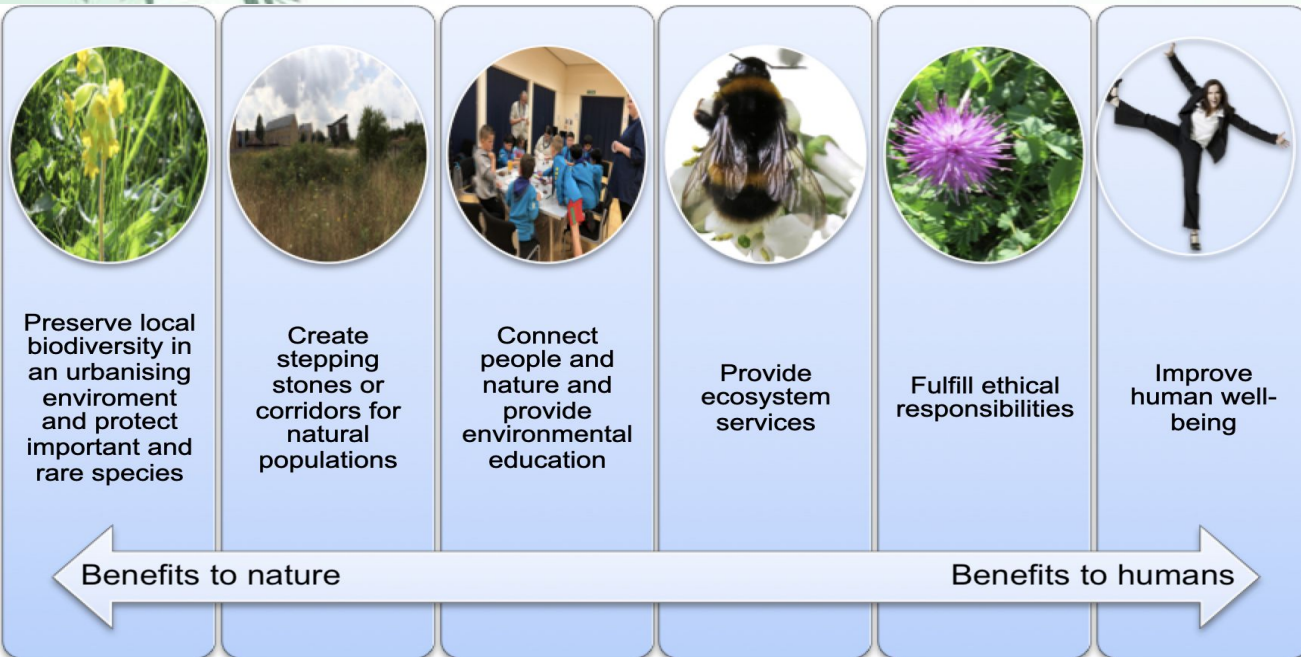 Preserve local
biodiversity in
an urbanising
enviroment
and protect
important and
rare species
Create
stepping
stones or
corridors for
natural
populations
Connect
people and
nature and
provide
environmental
education
Provide
ecosystem
services
Fulfill ethical
responsibilities
Improve
human well-
being
Benefits to nature
Benefits to humans